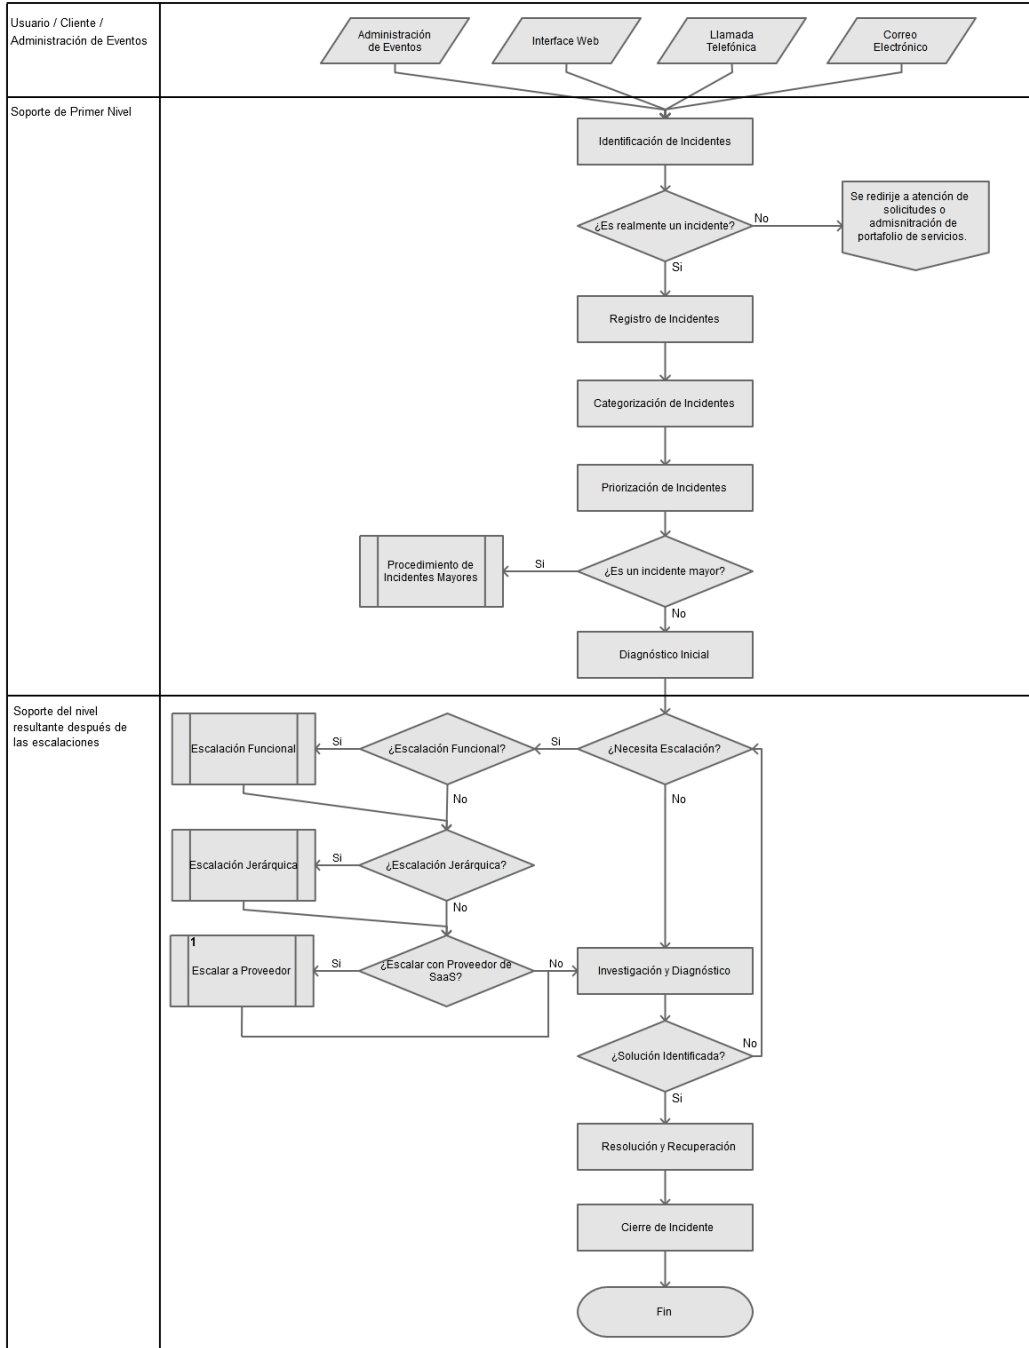 Usuario / Cliente /
Administración de Eventos
Administración
de Eventos
Interface Web
Llamada
Telefónica
Correo
Electrónico
Soporte de Primer Nivel
Identificación de Incidentes
¿Es realmente un incidente?
No
Se redirije a atención de
solicitudes o
admisnitración de
portafolio de servicios.
Si
Registro de Incidentes
Categorización de Incidentes
Priorización de Incidentes
Procedimiento de
Incidentes Mayores
Si
¿Es un incidente mayor?
No
Diagnóstico Inicial
Soporte del nivel
resultante después de
las escalaciones
Escalación Funcional
Si
¿Escalación Funcional?
Si
¿Necesita Escalación?
No
No
Escalación Jerárquica
Si
¿Escalación Jerárquica?
No
1
Escalar a Proveedor
Si
¿Escalar con Proveedor de
SaaS?
No
Investigación y Diagnóstico
¿Solución Identificada?
No
Si
Resolución y Recuperación
Cierre de Incidente
Fin